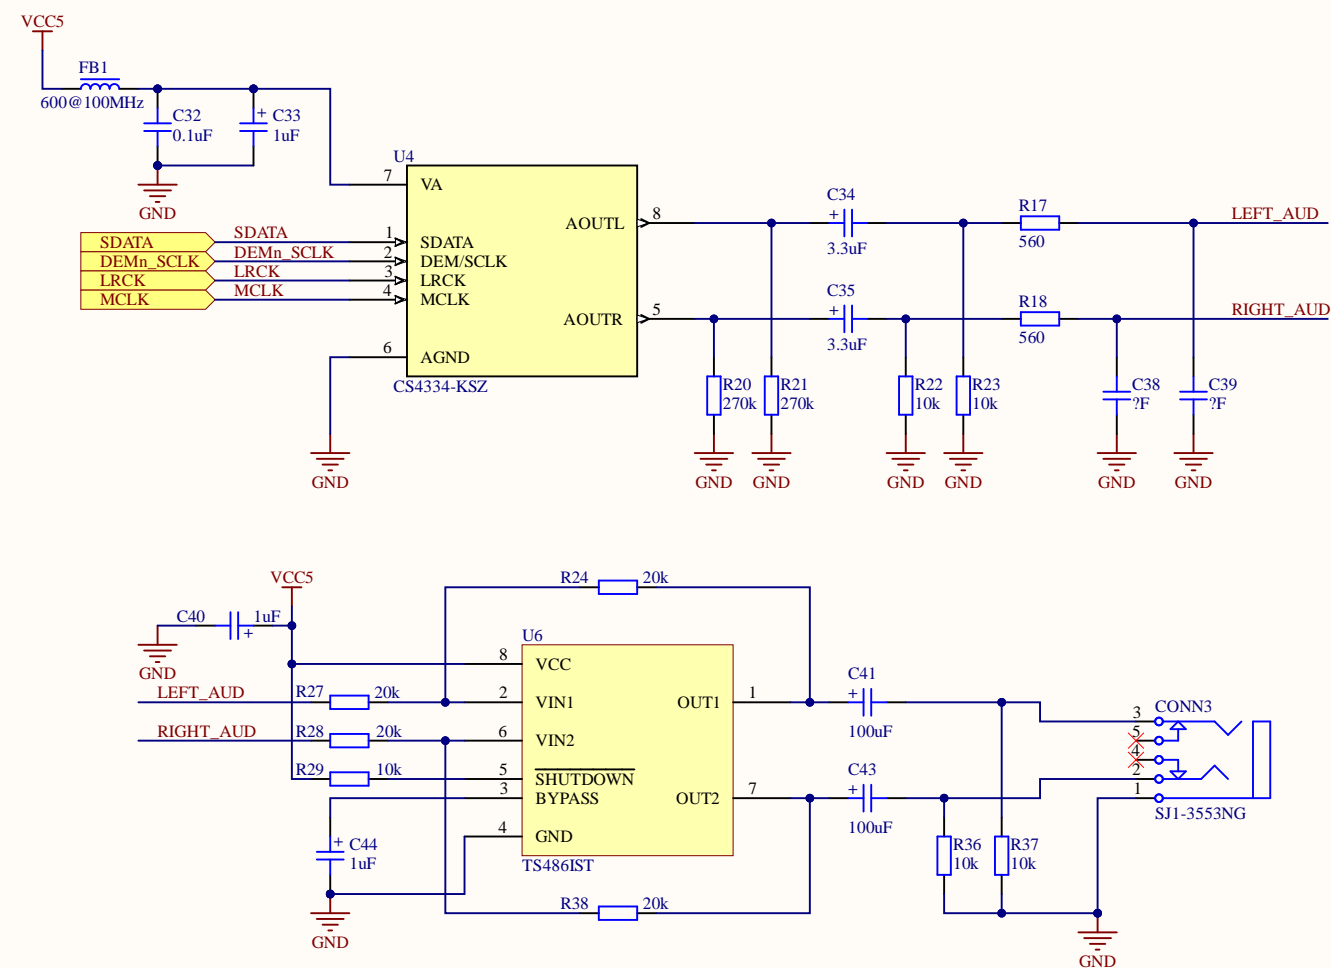 VCC5
FB1
600@100MHz
C32
0.1uF
+ C33
1uF
GND
U4
7 VA
SDATA SDATA 1 SDATA
DEMn_SCLK DEMn_SCLK 2 DEM/SCLK
LRCK LRCK 3 LRCK
MCLK MCLK 4 MCLK
6 AGND
CS4334-KSZ
GND
AOUTL 8
AOUTR 5
C34
+
3.3uF
C35
+
3.3uF
R17
560
R18
560
LEFT_AUD
RIGHT_AUD
R20
270k
R21
270k
R22
10k
R23
10k
C38
?F
C39
?F
GND
GND
GND
GND
GND
GND
VCC5
C40 1uF
+
GND
R24 20k
U6
8 VCC
LEFT_AUD R27 20k 2 VIN1
RIGHT_AUD R28 20k 6 VIN2
R29 10k 5 SHUTDOWN
3 BYPASS
4 GND
OUT1 1
OUT2 7
TS486IST
+ C44
1uF
GND
R38 20k
C41
+
100uF
C43
+
100uF
R36
10k
R37
10k
CONN3
3
5
4
2
1
SJ1-3553NG
GND